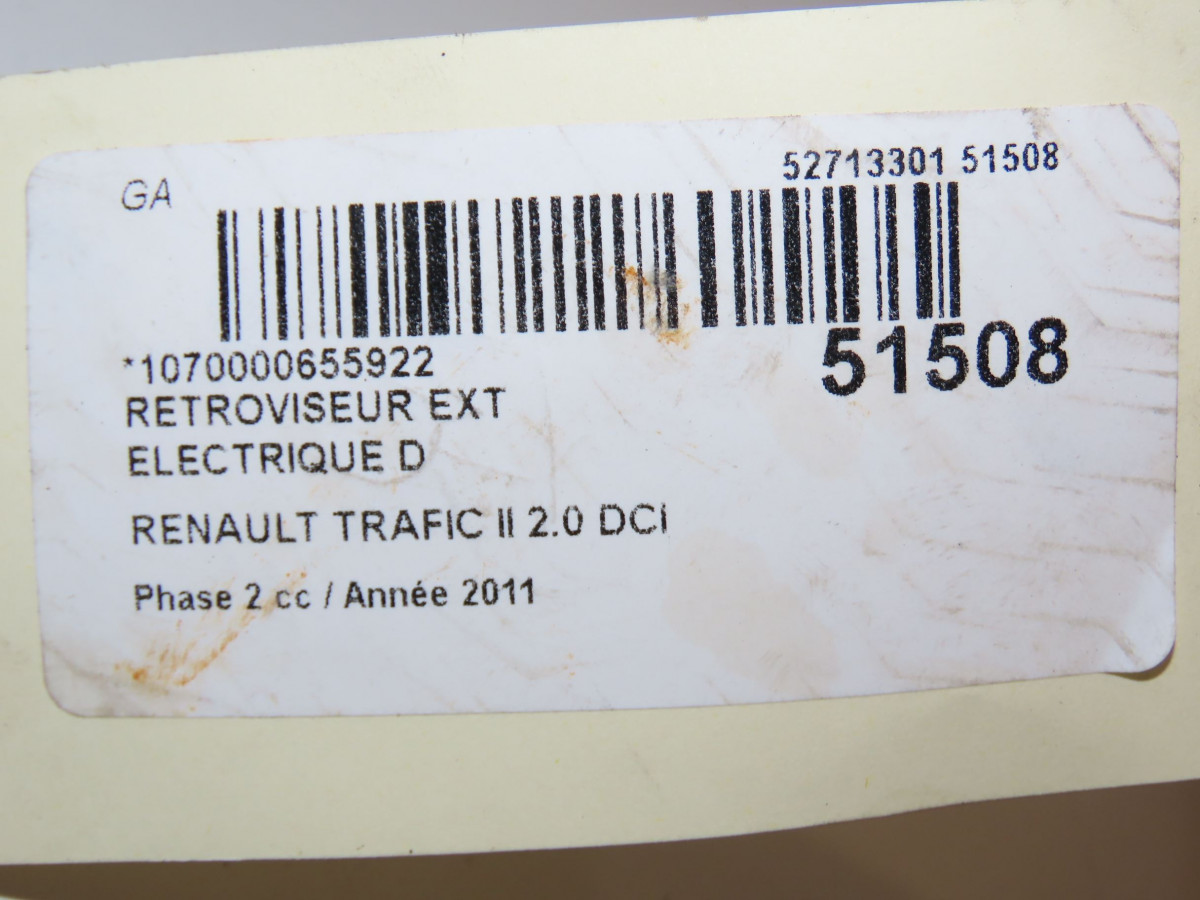 GA
52713301 51508
*1070000655922
51508
RETROVISEUR EXT
ELECTRIQUE D
RENAULT TRAFIC II 2.0 DCI
Phase 2 cc / Année 2011